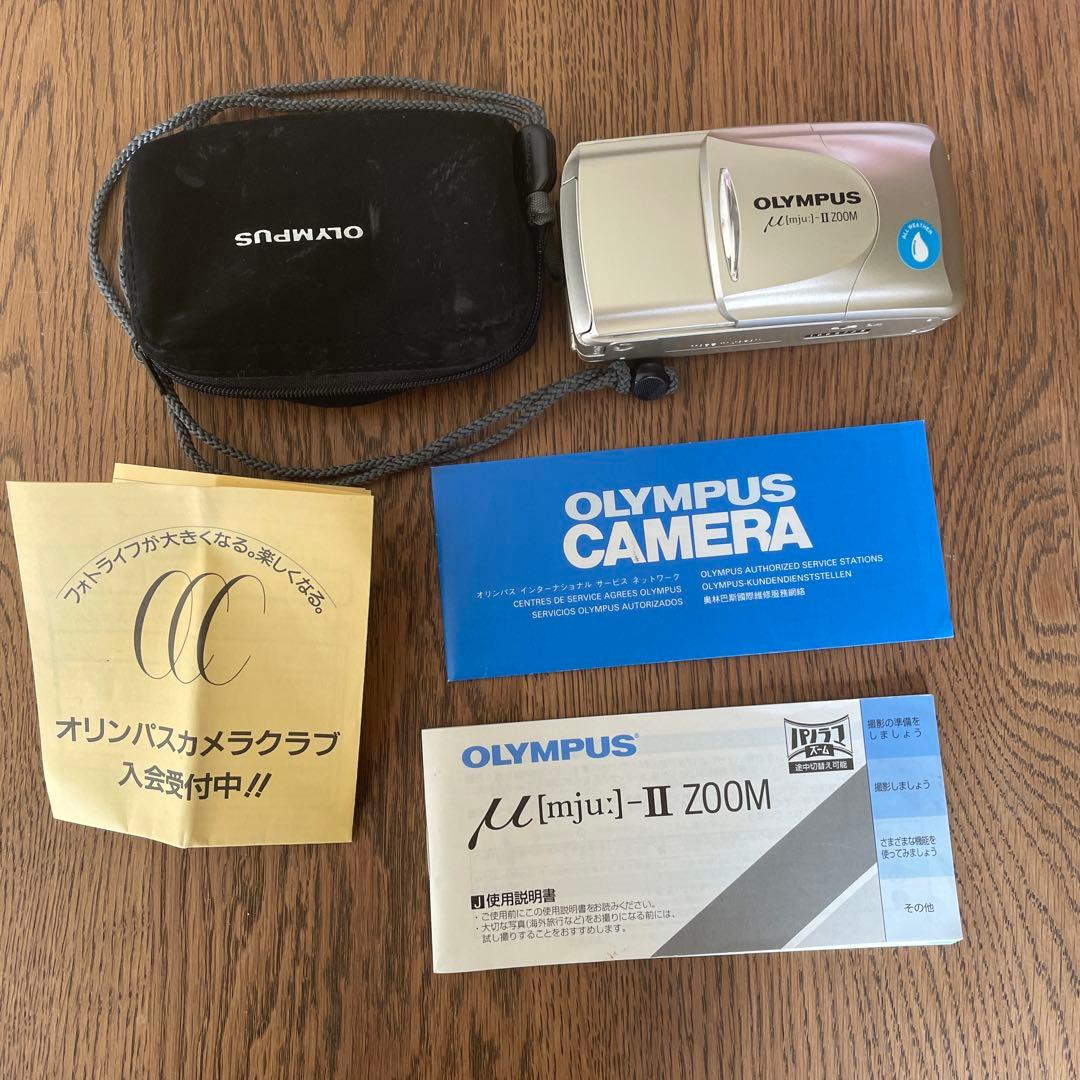 OLYMPUS
OLYMPUS
μ[mju:]-II ZOOM
ALL WEATHER
フォトライフが大きくなる。楽しくなる。
オリンパスカメラクラブ
入会受付中!!
OLYMPUS
CAMERA
オリンパス インターナショナル サービス ネットワーク
CENTRES DE SERVICE AGREES OLYMPUS
SERVICIOS OLYMPUS AUTORIZADOS
OLYMPUS AUTHORIZED SERVICE STATIONS
OLYMPUS-KUNDENDIENSTSTELLEN
奥林巴斯國際維修服務網絡
OLYMPUS®
μ[mju:]-II ZOOM
パノラマ
ズーム
途中切替え可能
J 使用説明書
・ご使用前にこの使用説明書をお読みください。
・大切な写真(海外旅行など)をお撮りになる前には、
試し撮りすることをおすすめします。
撮影の準備を
しましょう
撮影しましょう
さまざまな機能を
使ってみましょう
その他